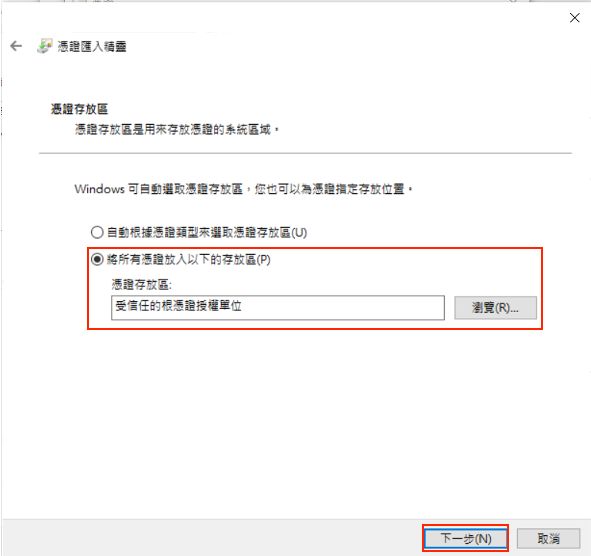 憑證匯入精靈
憑證存放區
憑證存放區是用來存放憑證的系統區域。
Windows 可自動選取憑證存放區，您也可以為憑證指定存放位置。
自動根據憑證類型來選取憑證存放區(U)
將所有憑證放入以下的存放區(P)
憑證存放區:
受信任的根憑證授權單位
瀏覽(R)...
下一步(N)
取消